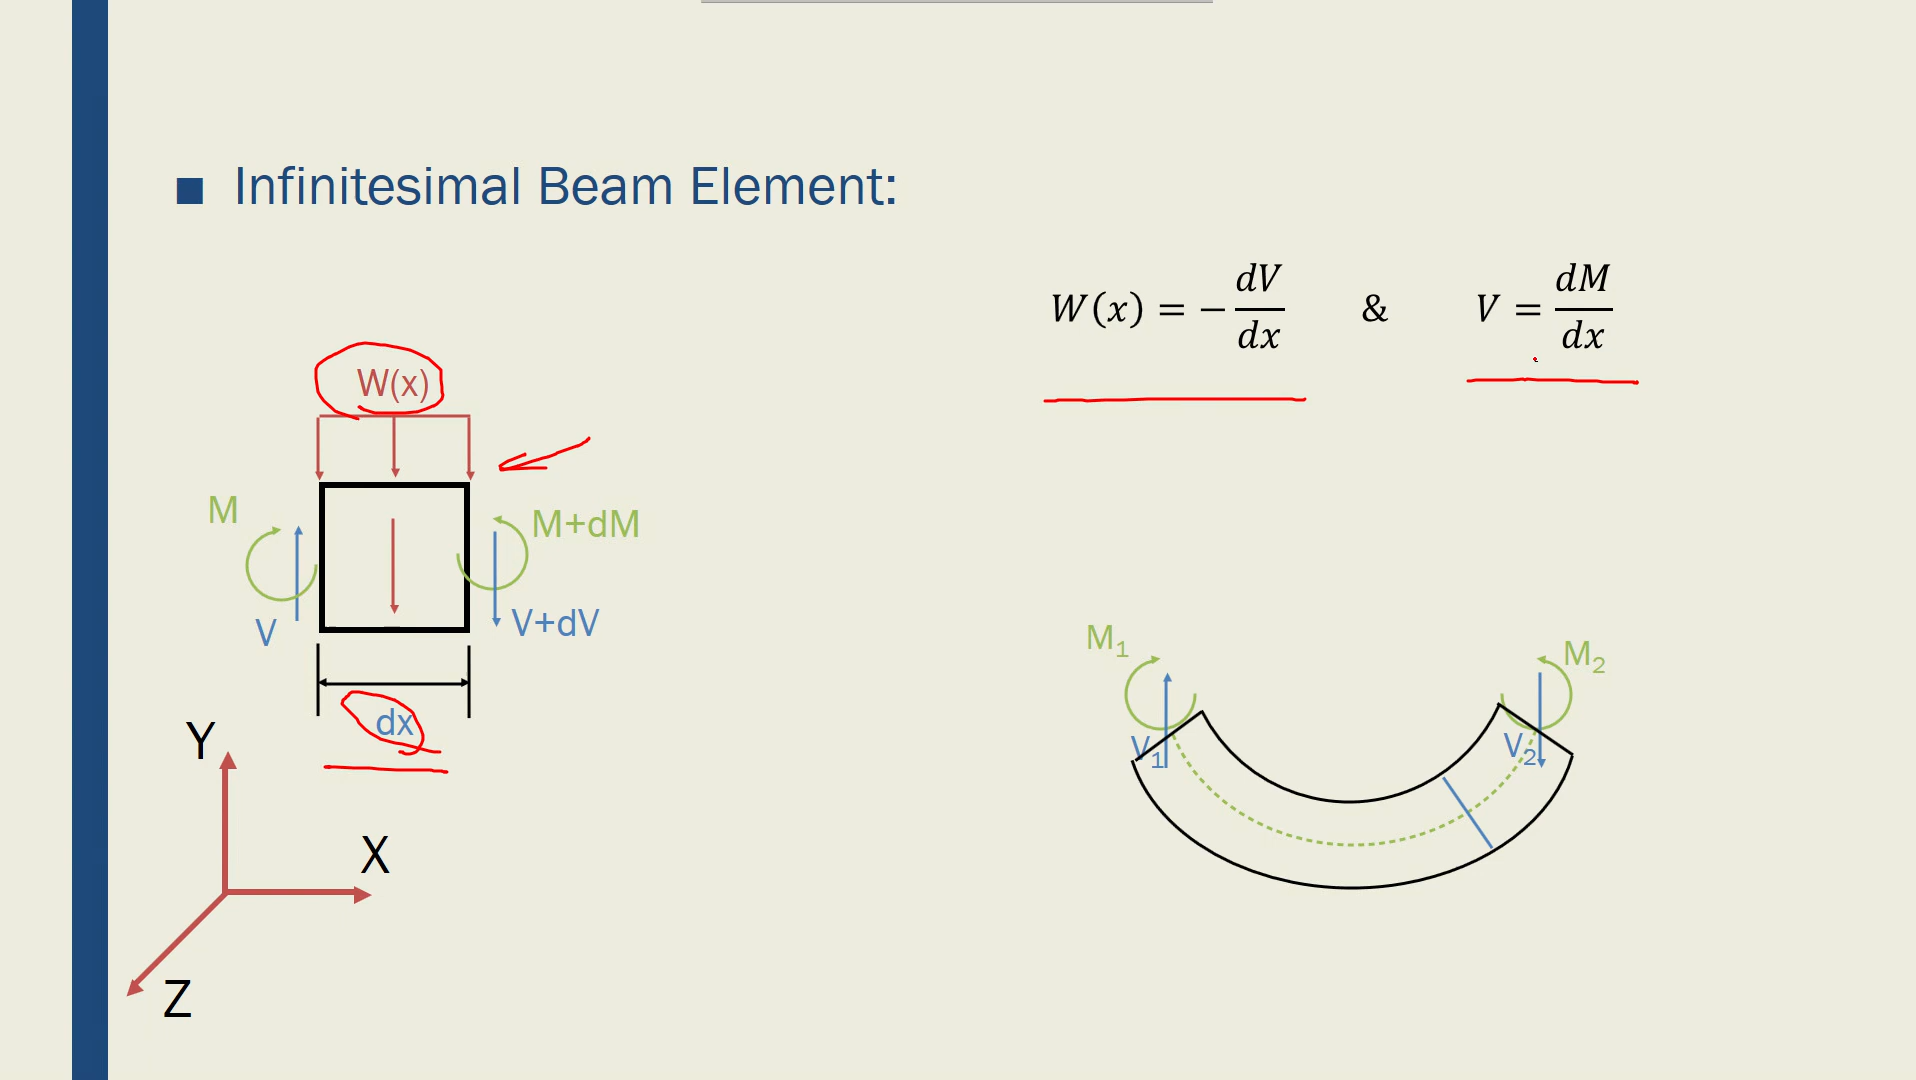 ■ Infinitesimal Beam Element:
W(x) = − dV/dx & V = dM/dx
W(x)
M
M+dM
V
V+dV
dx
Y
X
Z
M₁
M₂
V₁
V₂